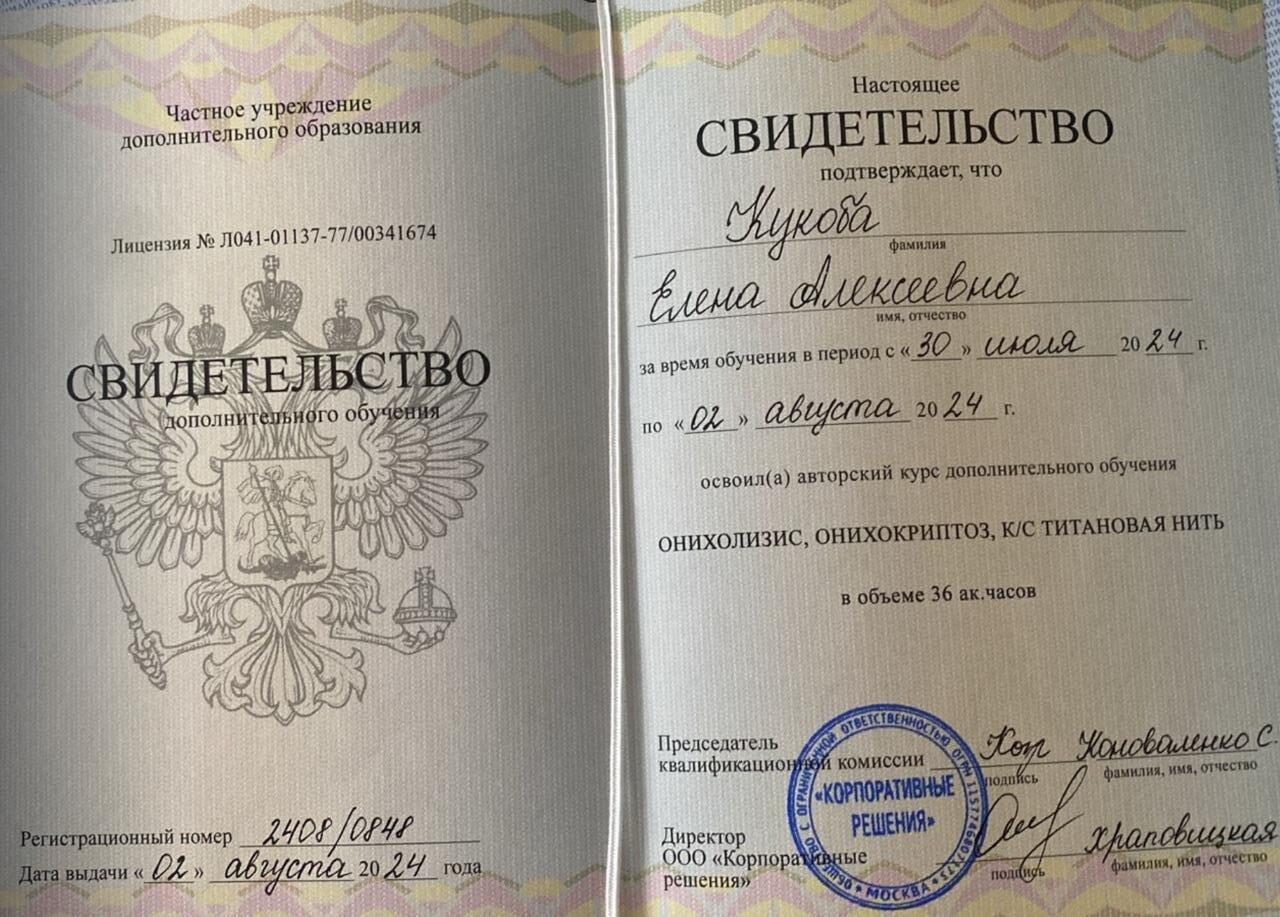 Частное учреждение
дополнительного образования
Лицензия № Л041-01137-77/00341674
СВИДЕТЕЛЬСТВО
дополнительного обучения
Регистрационный номер 2408/0848
Дата выдачи « 02 » августа 20 24 года
Настоящее
СВИДЕТЕЛЬСТВО
подтверждает, что
Кукоба
фамилия
Елена Алексеевна
имя, отчество
за время обучения в период с « 30 » июля 20 24 г.
по « 02 » августа 20 24 г.
освоил(а) авторский курс дополнительного обучения
ОНИХОЛИЗИС, ОНИХОКРИПТОЗ, К/С ТИТАНОВАЯ НИТЬ
в объеме 36 ак.часов
Председатель
квалификационной комиссии Коноваленко С.
подпись фамилия, имя, отчество
Директор
ООО «Корпоративные
решения»
Храповицкая
подпись фамилия, имя, отчество
ОБЩЕСТВО С ОГРАНИЧЕННОЙ ОТВЕТСТВЕННОСТЬЮ ОГРН
«КОРПОРАТИВНЫЕ
РЕШЕНИЯ»
* МОСКВА *